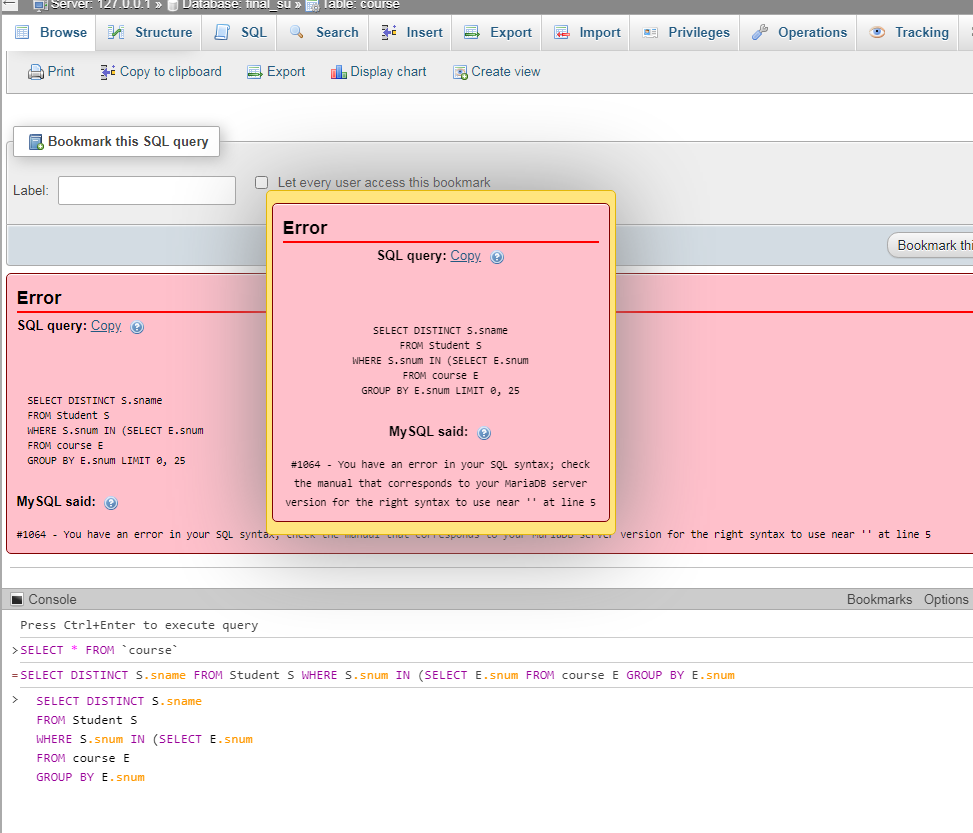 Server: 127.0.0.1 » Database: final_su » Table: course
Browse Structure SQL Search Insert Export Import Privileges Operations Tracking
Print Copy to clipboard Export Display chart Create view
Bookmark this SQL query
Label: Let every user access this bookmark
Bookmark thi
Error
SQL query: Copy
SELECT DISTINCT S.sname
FROM Student S
WHERE S.snum IN (SELECT E.snum
FROM course E
GROUP BY E.snum LIMIT 0, 25
MySQL said:
#1064 - You have an error in your SQL syntax; check
the manual that corresponds to your MariaDB server
version for the right syntax to use near '' at line 5
Error
SQL query: Copy
SELECT DISTINCT S.sname
FROM Student S
WHERE S.snum IN (SELECT E.snum
FROM course E
GROUP BY E.snum LIMIT 0, 25
MySQL said:
#1064 - You have an error in your SQL syntax; check the manual that corresponds to your MariaDB server version for the right syntax to use near '' at line 5
Console Bookmarks Options
Press Ctrl+Enter to execute query
>SELECT * FROM `course`
=SELECT DISTINCT S.sname FROM Student S WHERE S.snum IN (SELECT E.snum FROM course E GROUP BY E.snum
> SELECT DISTINCT S.sname
FROM Student S
WHERE S.snum IN (SELECT E.snum
FROM course E
GROUP BY E.snum